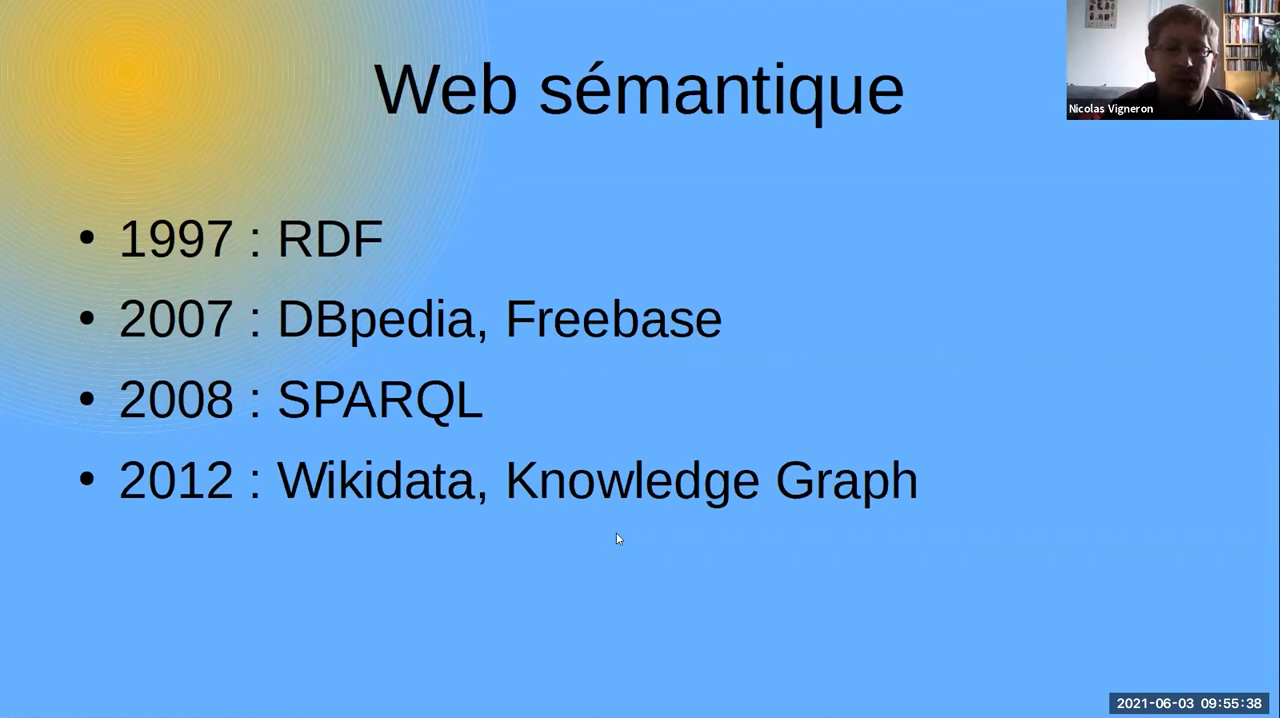 Web sémantique
Nicolas Vigneron
• 1997 : RDF
• 2007 : DBpedia, Freebase
• 2008 : SPARQL
• 2012 : Wikidata, Knowledge Graph
2021-06-03 09:55:38